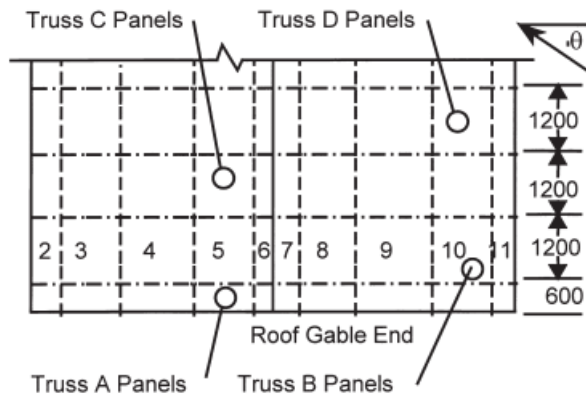 Truss C Panels
Truss D Panels
θ
1200
1200
2 3 4 5 6 7 8 9 10 11
1200
600
Roof Gable End
Truss A Panels
Truss B Panels